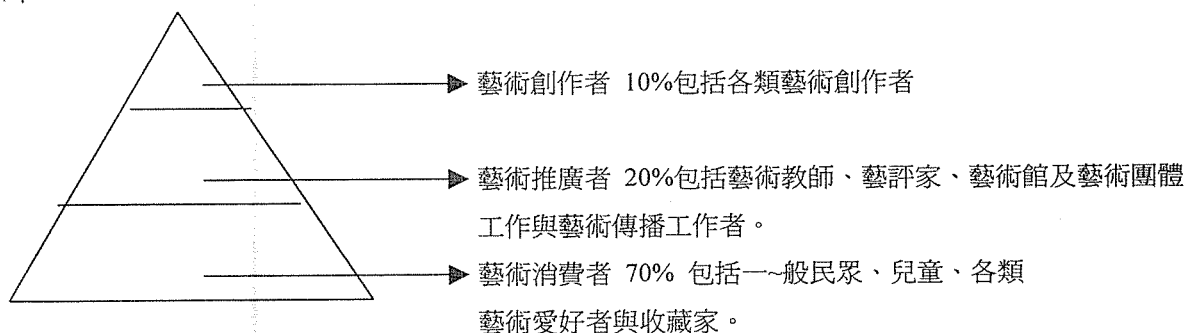 藝術創作者 10%包括各類藝術創作者
藝術推廣者 20%包括藝術教師、藝評家、藝術館及藝術團體
工作與藝術傳播工作者。
藝術消費者 70% 包括一~般民眾、兒童、各類
藝術愛好者與收藏家。